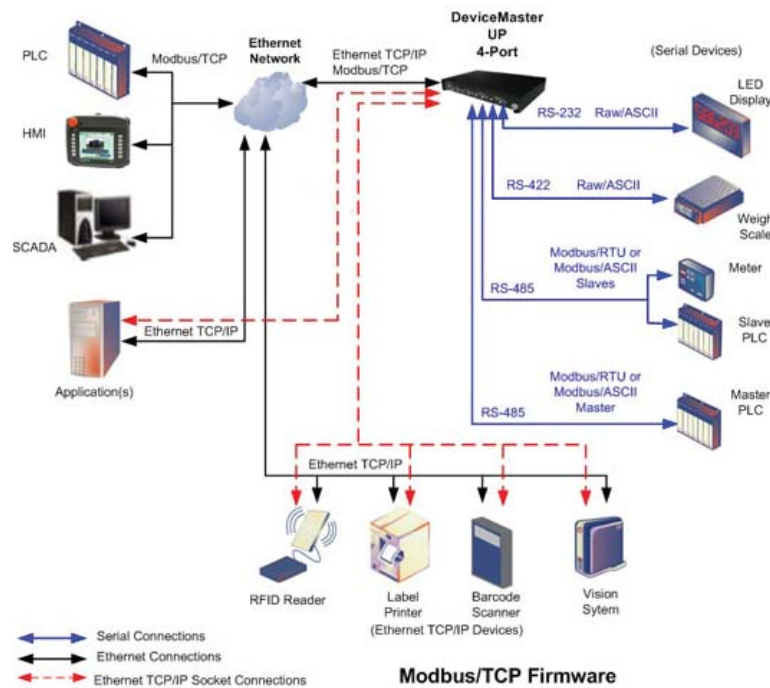 DeviceMaster
UP
4-Port
Ethernet
Network
PLC
Modbus/TCP
Ethernet TCP/IP
Modbus/TCP
(Serial Devices)
LED
Display
RS-232 Raw/ASCII
HMI
RS-422 Raw/ASCII
Weigh
Scale
SCADA
Modbus/RTU or
Modbus/ASCII
Slaves
Meter
RS-485
Slave
PLC
Ethernet TCP/IP
Application(s)
Modbus/RTU or
Modbus/ASCII
Master
RS-485
Master
PLC
Ethernet TCP/IP
RFID Reader
Label
Printer
Barcode
Scanner
Vision
Sytem
(Ethernet TCP/IP Devices)
Serial Connections
Ethernet Connections
Ethernet TCP/IP Socket Connections
Modbus/TCP Firmware